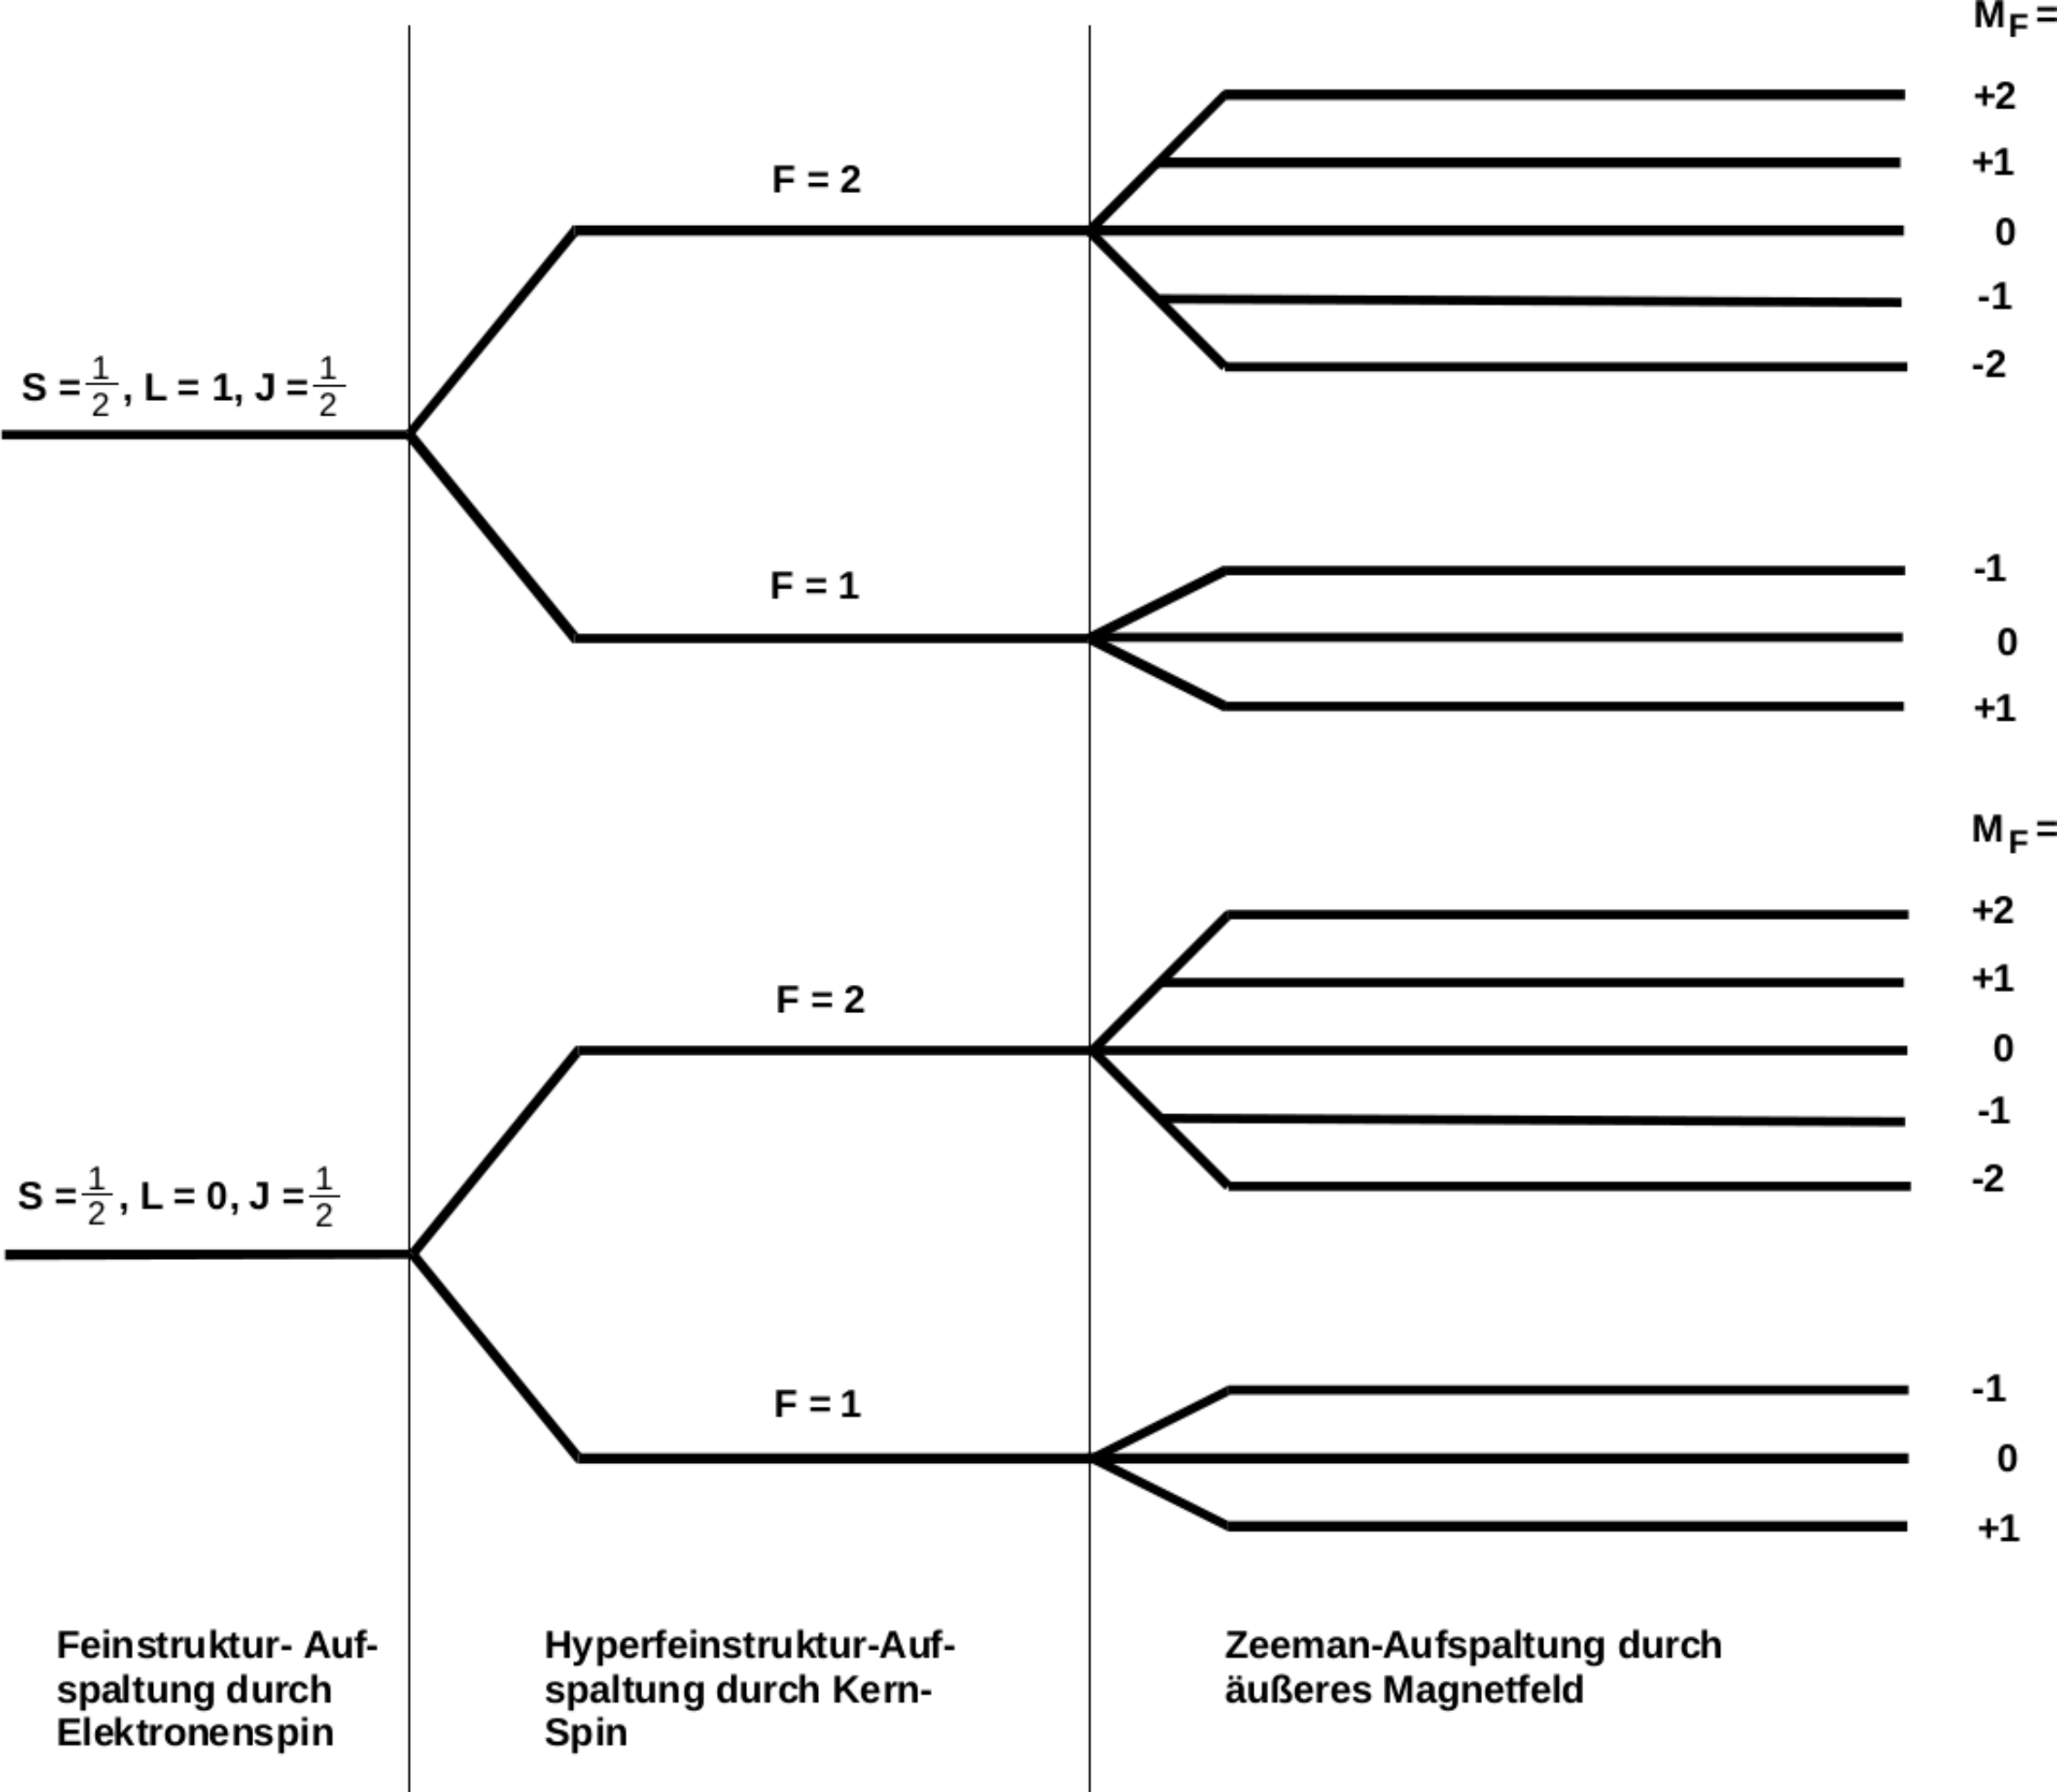 M_F =
+2
+1
F = 2
0
-1
-2
S = 1/2, L = 1, J = 1/2
-1
F = 1
0
+1
M_F =
+2
+1
F = 2
0
-1
-2
S = 1/2, L = 0, J = 1/2
-1
F = 1
0
+1
Feinstruktur- Auf-
spaltung durch
Elektronenspin
Hyperfeinstruktur-Auf-
spaltung durch Kern-
Spin
Zeeman-Aufspaltung durch
äußeres Magnetfeld